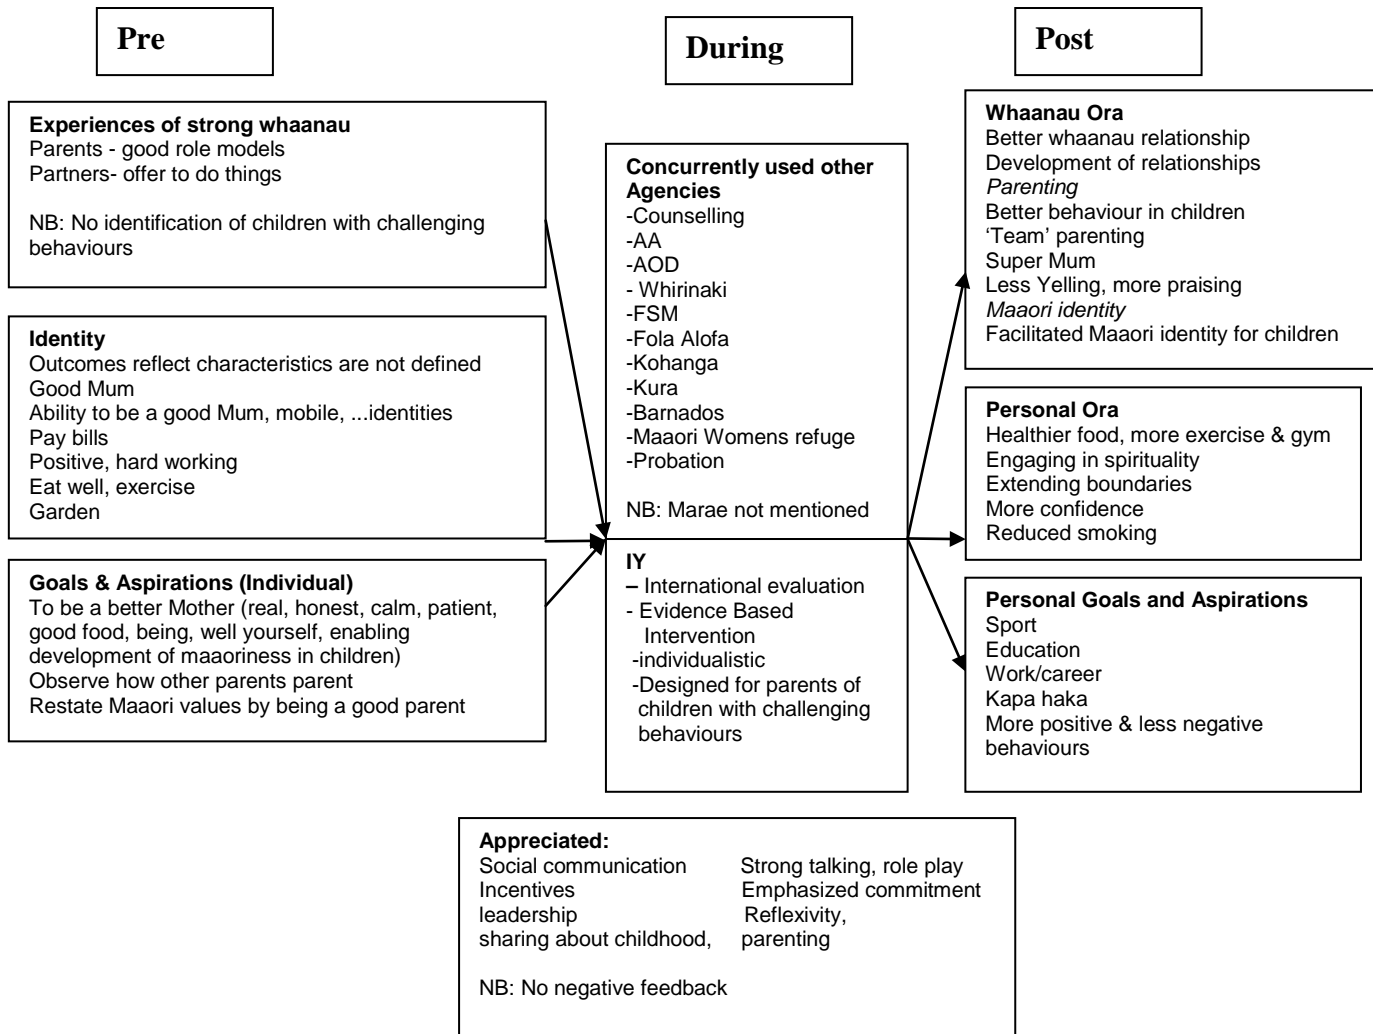 Pre
During
Post
Experiences of strong whaanau
Parents - good role models
Partners- offer to do things
NB: No identification of children with challenging
behaviours
Identity
Outcomes reflect characteristics are not defined
Good Mum
Ability to be a good Mum, mobile, ...identities
Pay bills
Positive, hard working
Eat well, exercise
Garden
Goals & Aspirations (Individual)
To be a better Mother (real, honest, calm, patient,
good food, being, well yourself, enabling
development of maaoriness in children)
Observe how other parents parent
Restate Maaori values by being a good parent
Concurrently used other
Agencies
-Counselling
-AA
-AOD
- Whirinaki
-FSM
-Fola Alofa
-Kohanga
-Kura
-Barnados
-Maaori Womens refuge
-Probation
NB: Marae not mentioned
IY
– International evaluation
- Evidence Based
Intervention
-individualistic
-Designed for parents of
children with challenging
behaviours
Whaanau Ora
Better whaanau relationship
Development of relationships
Parenting
Better behaviour in children
‘Team’ parenting
Super Mum
Less Yelling, more praising
Maaori identity
Facilitated Maaori identity for children
Personal Ora
Healthier food, more exercise & gym
Engaging in spirituality
Extending boundaries
More confidence
Reduced smoking
Personal Goals and Aspirations
Sport
Education
Work/career
Kapa haka
More positive & less negative
behaviours
Appreciated:
Social communication Strong talking, role play
Incentives Emphasized commitment
leadership Reflexivity,
sharing about childhood, parenting
NB: No negative feedback